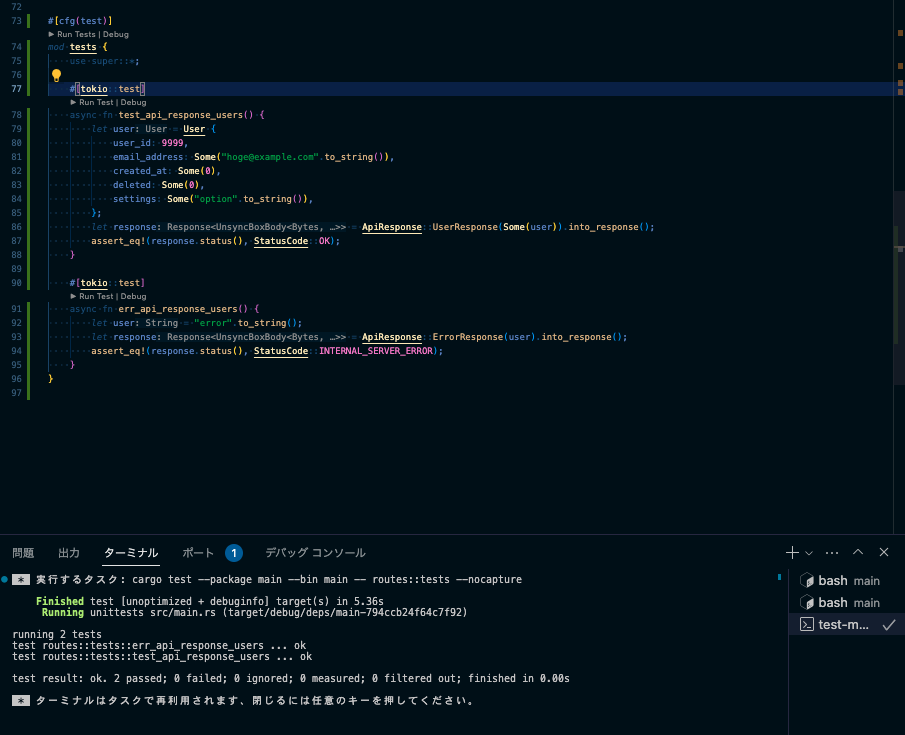 72
73 #[cfg(test)]
▶ Run Tests | Debug
74 mod tests {
75 use super::*;
76
77 #[tokio::test]
▶ Run Test | Debug
78 async fn test_api_response_users() {
79 let user: User = User {
80 user_id: 9999,
81 email_address: Some("hoge@example.com".to_string()),
82 created_at: Some(0),
83 deleted: Some(0),
84 settings: Some("option".to_string()),
85 };
86 let response: Response<UnsyncBoxBody<Bytes, …>> = ApiResponse::UserResponse(Some(user)).into_response();
87 assert_eq!(response.status(), StatusCode::OK);
88 }
89
90 #[tokio::test]
▶ Run Test | Debug
91 async fn err_api_response_users() {
92 let user: String = "error".to_string();
93 let response: Response<UnsyncBoxBody<Bytes, …>> = ApiResponse::ErrorResponse(user).into_response();
94 assert_eq!(response.status(), StatusCode::INTERNAL_SERVER_ERROR);
95 }
96 }
97
問題 出力 ターミナル ポート 1 デバッグ コンソール
* 実行するタスク: cargo test --package main --bin main -- routes::tests --nocapture
Finished test [unoptimized + debuginfo] target(s) in 5.36s
Running unittests src/main.rs (target/debug/deps/main-794ccb24f64c7f92)
running 2 tests
test routes::tests::err_api_response_users ... ok
test routes::tests::test_api_response_users ... ok
test result: ok. 2 passed; 0 failed; 0 ignored; 0 measured; 0 filtered out; finished in 0.00s
* ターミナルはタスクで再利用されます、閉じるには任意のキーを押してください。
bash main
bash main
test-m...